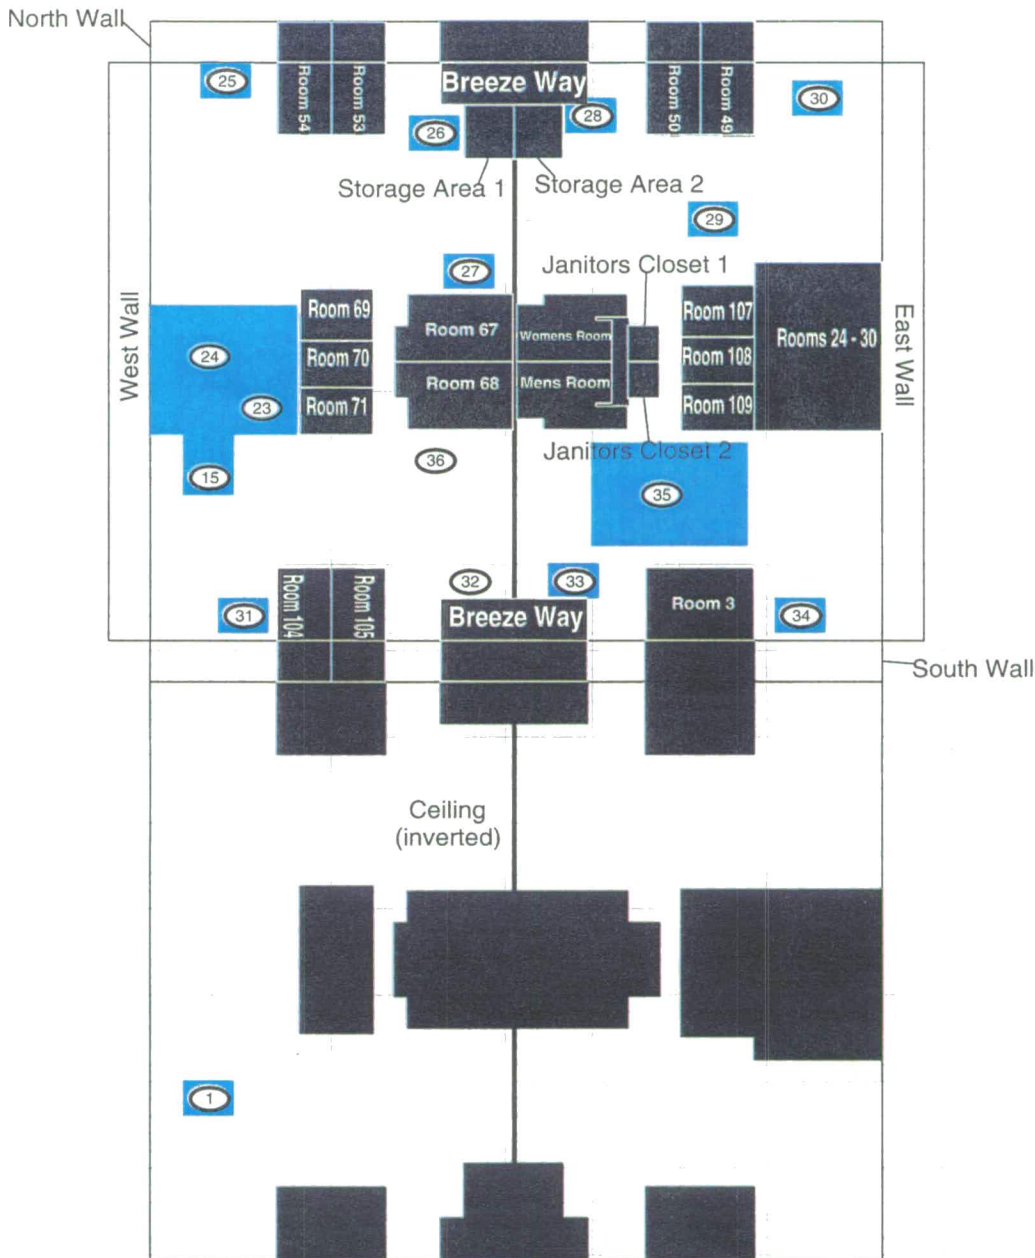 North Wall
25
Room 54
Room 53
Breeze Way
26
28
Room 50
Room 49
30
Storage Area 1
Storage Area 2
29
27
Janitors Closet 1
West Wall
24
23
15
Room 69
Room 70
Room 71
Room 67
Room 68
Womens Room
Mens Room
Room 107
Room 108
Room 109
Rooms 24 - 30
East Wall
36
Janitors Closet 2
35
31
Room 104
Room 105
32
33
Breeze Way
Room 3
34
South Wall
Ceiling
(inverted)
1